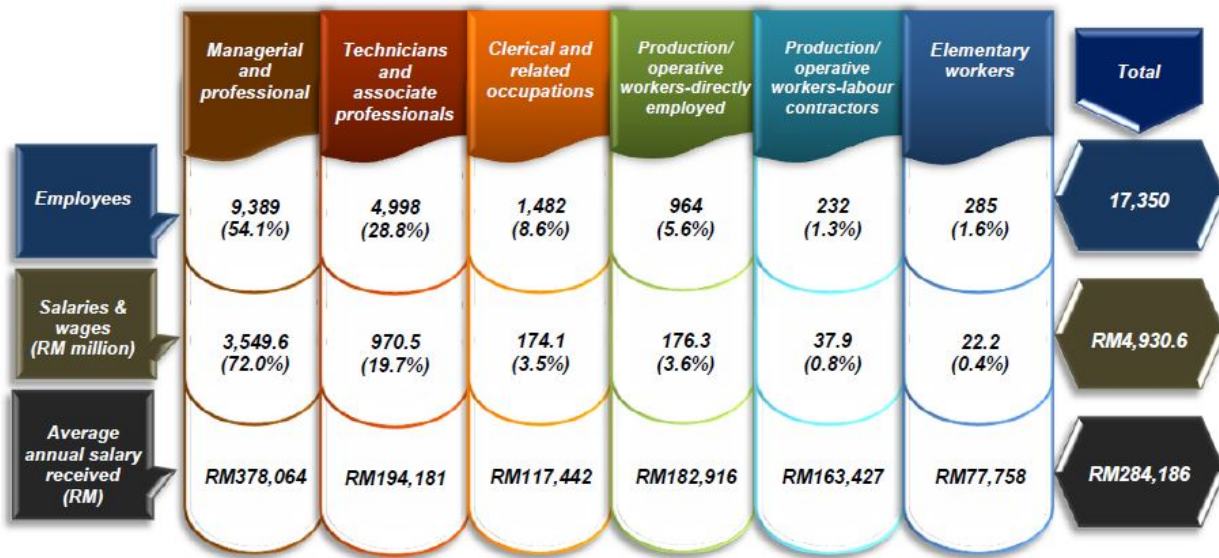 Managerial
and
professional
Technicians
and
associate
professionals
Clerical and
related
occupations
Production/
operative
workers-directly
employed
Production/
operative
workers-labour
contractors
Elementary
workers
Total
Employees
9,389
(54.1%)
4,998
(28.8%)
1,482
(8.6%)
964
(5.6%)
232
(1.3%)
285
(1.6%)
17,350
Salaries &
wages
(RM million)
3,549.6
(72.0%)
970.5
(19.7%)
174.1
(3.5%)
176.3
(3.6%)
37.9
(0.8%)
22.2
(0.4%)
RM4,930.6
Average
annual salary
received
(RM)
RM378,064
RM194,181
RM117,442
RM182,916
RM163,427
RM77,758
RM284,186